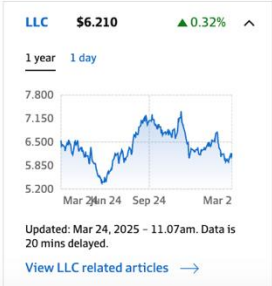 LLC $6.210 ▲0.32%
1 year 1 day
7.800
7.150
6.500
5.850
5.200
Mar 24 Jun 24 Sep 24 Mar 2
Updated: Mar 24, 2025 – 11.07am. Data is
20 mins delayed.
View LLC related articles →